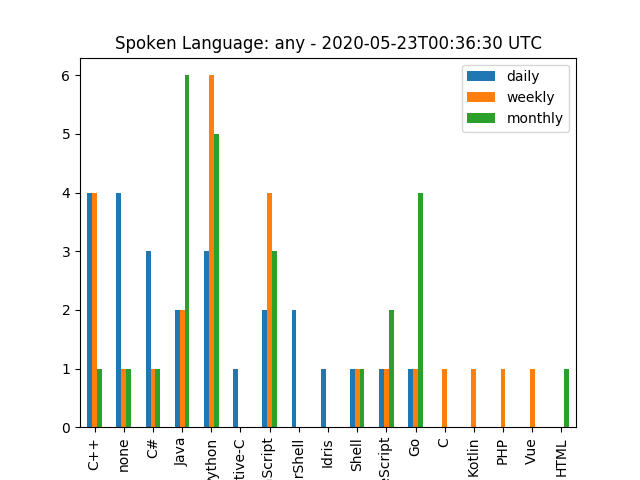 Spoken Language: any - 2020-05-23T00:36:30 UTC
daily
weekly
monthly
6
5
4
3
2
1
0
C++
none
C#
Java
ython
tive-C
Script
rShell
Idris
Shell
eScript
Go
C
Kotlin
PHP
Vue
HTML